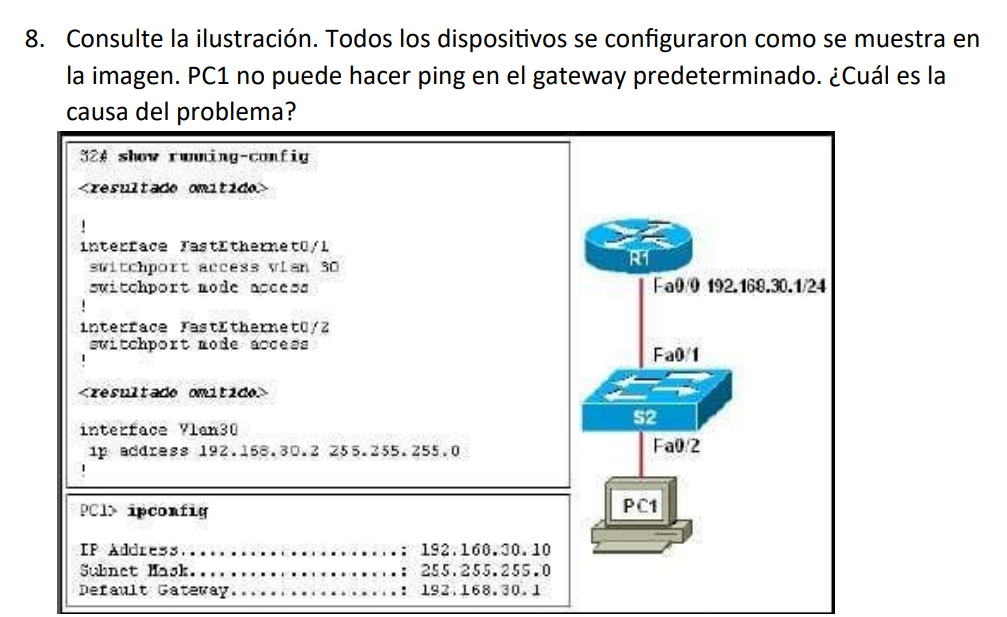 8. Consulte la ilustración. Todos los dispositivos se configuraron como se muestra en
la imagen. PC1 no puede hacer ping en el gateway predeterminado. ¿Cuál es la
causa del problema?
S2# show running-config
<resultado omitido>
!
interface FastEthernet0/1
switchport access vlan 30
switchport mode access
!
interface FastEthernet0/2
switchport mode access
!
<resultado omitido>
interface Vlan30
ip address 192.168.30.2 255.255.255.0
!
PC1> ipconfig
IP Address.......................: 192.168.30.10
Subnet Mask......................: 255.255.255.0
Default Gateway..................: 192.168.30.1
R1
Fa0/0 192.168.30.1/24
Fa0/1
S2
Fa0/2
PC1